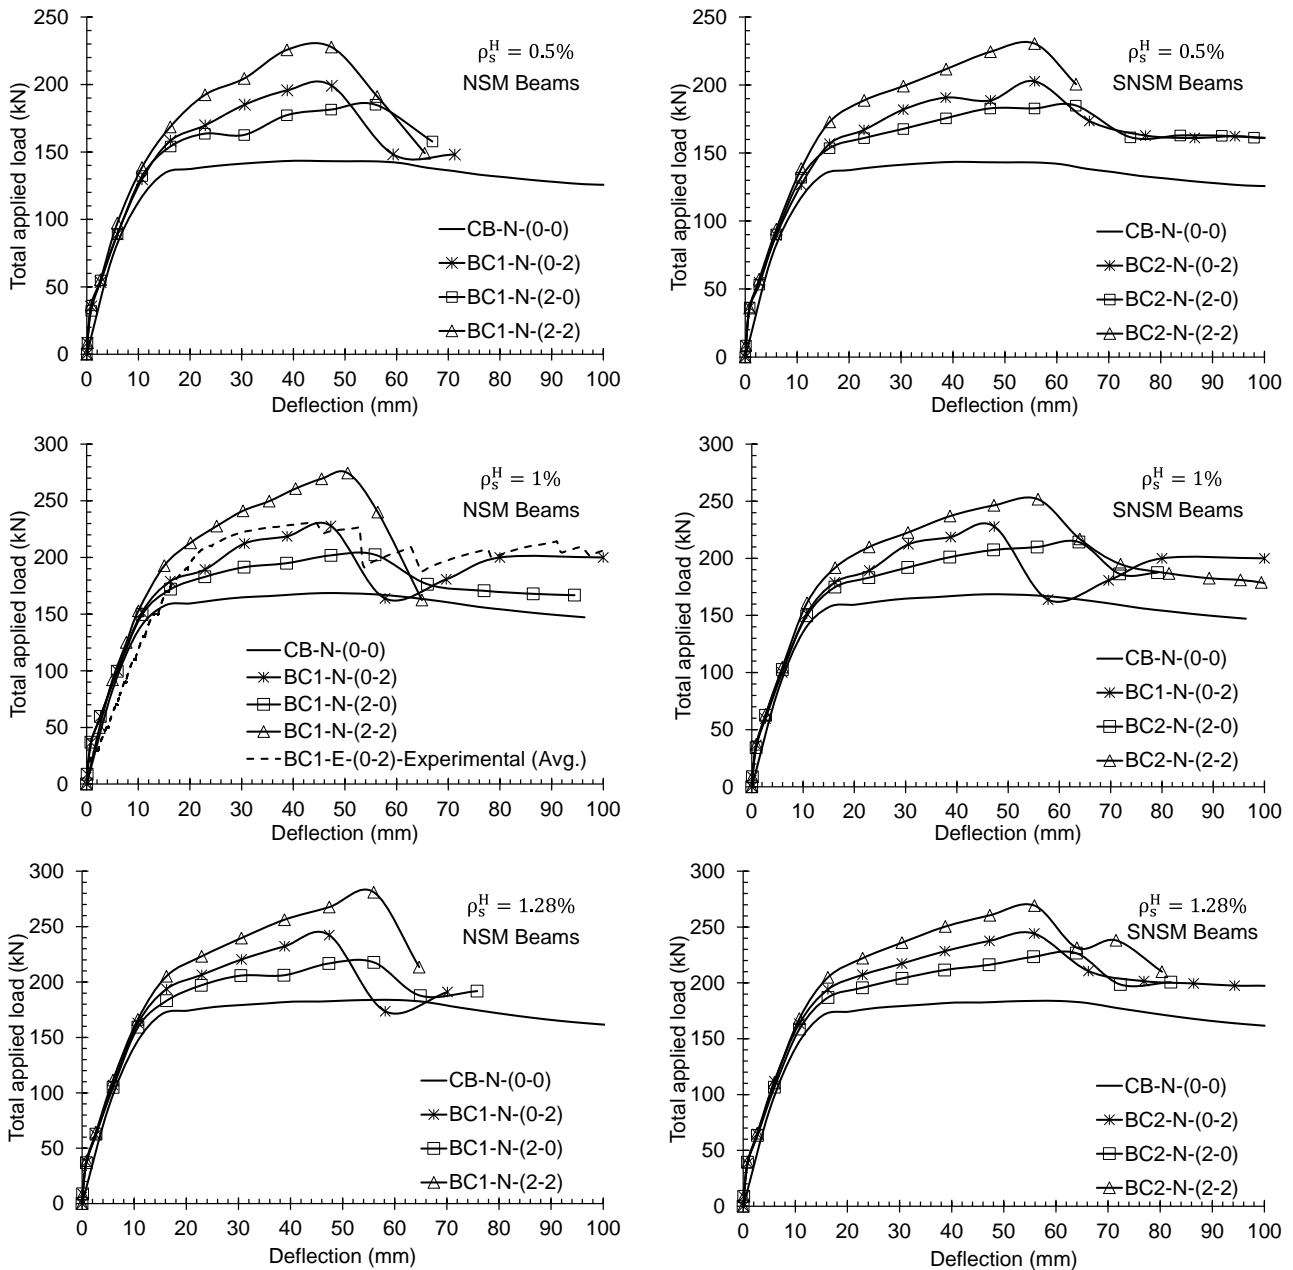 250
200
150
100
50
0
Total applied load (kN)
0 10 20 30 40 50 60 70 80 90 100
Deflection (mm)
ρ_s^H = 0.5%
NSM Beams
CB-N-(0-0)
BC1-N-(0-2)
BC1-N-(2-0)
BC1-N-(2-2)
250
200
150
100
50
0
Total applied load (kN)
0 10 20 30 40 50 60 70 80 90 100
Deflection (mm)
ρ_s^H = 0.5%
SNSM Beams
CB-N-(0-0)
BC2-N-(0-2)
BC2-N-(2-0)
BC2-N-(2-2)
300
250
200
150
100
50
0
Total applied load (kN)
0 10 20 30 40 50 60 70 80 90 100
Deflection (mm)
ρ_s^H = 1%
NSM Beams
CB-N-(0-0)
BC1-N-(0-2)
BC1-N-(2-0)
BC1-N-(2-2)
BC1-E-(0-2)-Experimental (Avg.)
300
250
200
150
100
50
0
Total applied load (kN)
0 10 20 30 40 50 60 70 80 90 100
Deflection (mm)
ρ_s^H = 1%
SNSM Beams
CB-N-(0-0)
BC1-N-(0-2)
BC2-N-(2-0)
BC2-N-(2-2)
300
250
200
150
100
50
0
Total applied load (kN)
0 10 20 30 40 50 60 70 80 90 100
Deflection (mm)
ρ_s^H = 1.28%
NSM Beams
CB-N-(0-0)
BC1-N-(0-2)
BC1-N-(2-0)
BC1-N-(2-2)
300
250
200
150
100
50
0
Total applied load (kN)
0 10 20 30 40 50 60 70 80 90 100
Deflection (mm)
ρ_s^H = 1.28%
SNSM Beams
CB-N-(0-0)
BC2-N-(0-2)
BC2-N-(2-0)
BC2-N-(2-2)